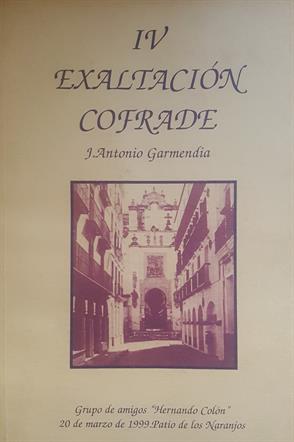 IV
EXALTACIÓN
COFRADE
J.Antonio Garmendia
Grupo de amigos "Hernando Colón"
20 de marzo de 1999.Patio de los Naranjos